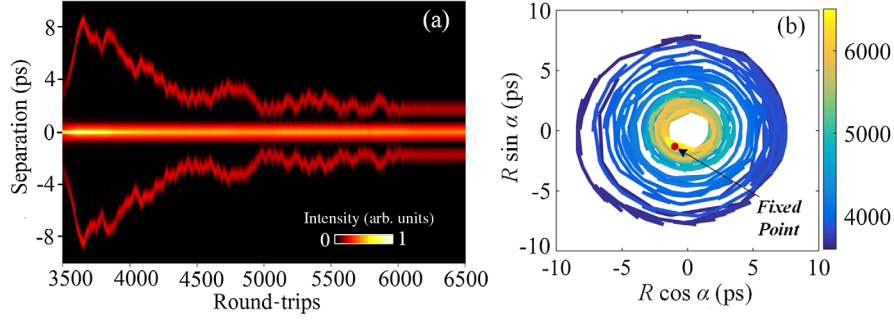 (a)
8
4
0
-4
-8
Separation (ps)
Intensity (arb. units)
0 1
3500 4000 4500 5000 5500 6000 6500
Round-trips
(b)
10
5
0
-5
-10
R sin α (ps)
Fixed
Point
-10 -5 0 5 10
R cos α (ps)
6000
5000
4000